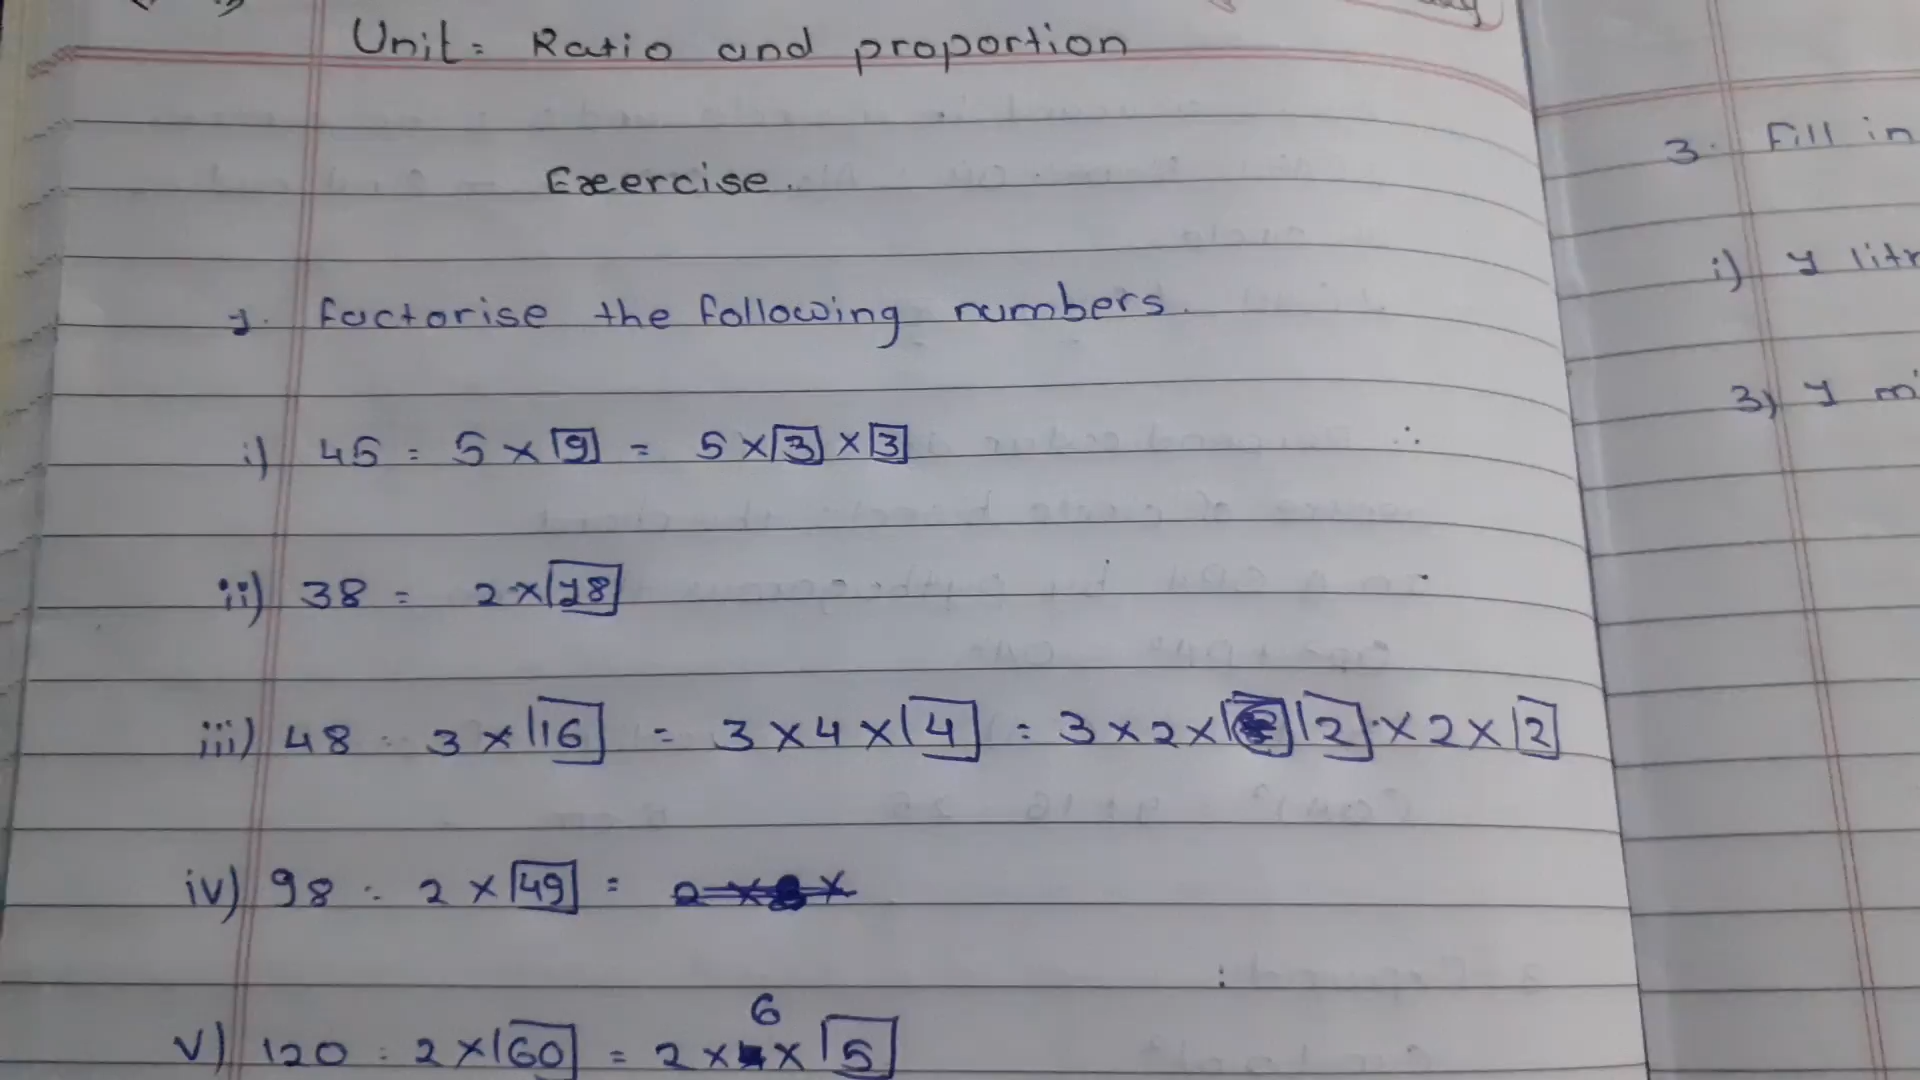 Unit: Ratio and proportion
Exercise.
1. factorise the following numbers.
i) 45 = 5 × 9 = 5 × 3 × 3
ii) 38 = 2 × 18
iii) 48 = 3 × 16 = 3 × 4 × 4 = 3 × 2 × 2 × 2 × 2
iv) 98 = 2 × 49 =
6
v) 120 = 2 × 60 = 2 × × 5
3. Fill in
i) 1 litr
3) 1 m